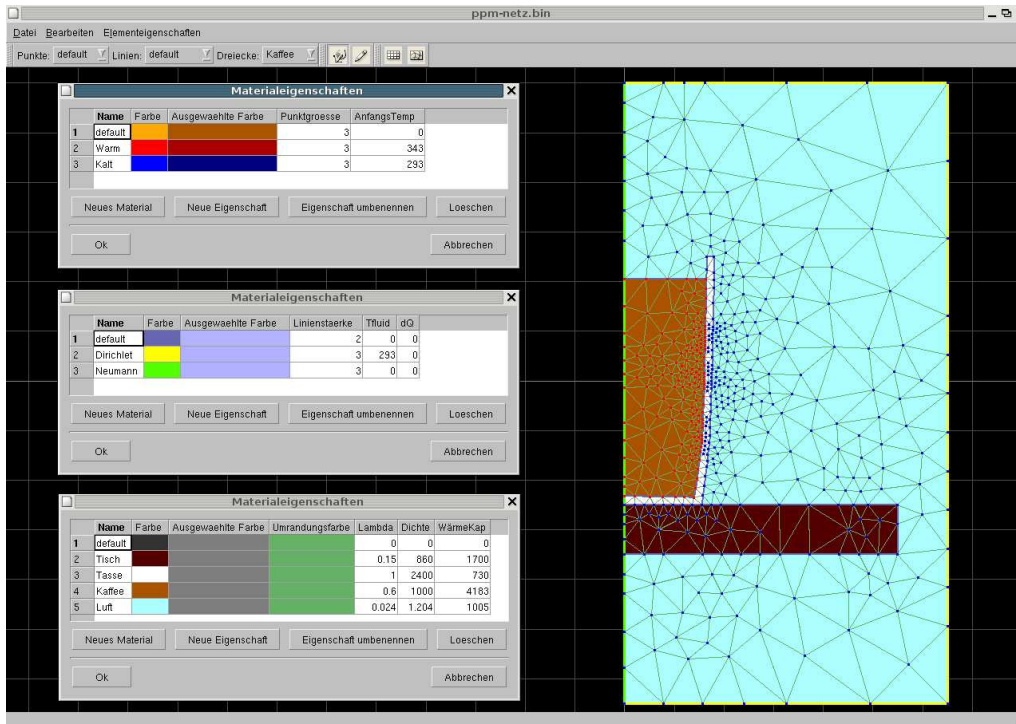 ppm-netz.bin
Datei Bearbeiten Elementeigenschaften
Punkte: default Linien: default Dreiecke: Kaffee
Materialeigenschaften
Name Farbe Ausgewaehlte Farbe Punktgroesse AnfangsTemp
1 default 3 0
2 Warm 3 343
3 Kalt 3 293
Neues Material Neue Eigenschaft Eigenschaft umbenennen Loeschen
Ok Abbrechen
Materialeigenschaften
Name Farbe Ausgewaehlte Farbe Linienstaerke Tfluid dQ
1 default 2 0 0
2 Dirichlet 3 293 0
3 Neumann 3 0 0
Neues Material Neue Eigenschaft Eigenschaft umbenennen Loeschen
Ok Abbrechen
Materialeigenschaften
Name Farbe Ausgewaehlte Farbe Umrandungsfarbe Lambda Dichte WärmeKap
1 default 0 0 0
2 Tisch 0.15 860 1700
3 Tasse 1 2400 730
4 Kaffee 0.6 1000 4183
5 Luft 0.024 1.204 1005
Neues Material Neue Eigenschaft Eigenschaft umbenennen Loeschen
Ok Abbrechen